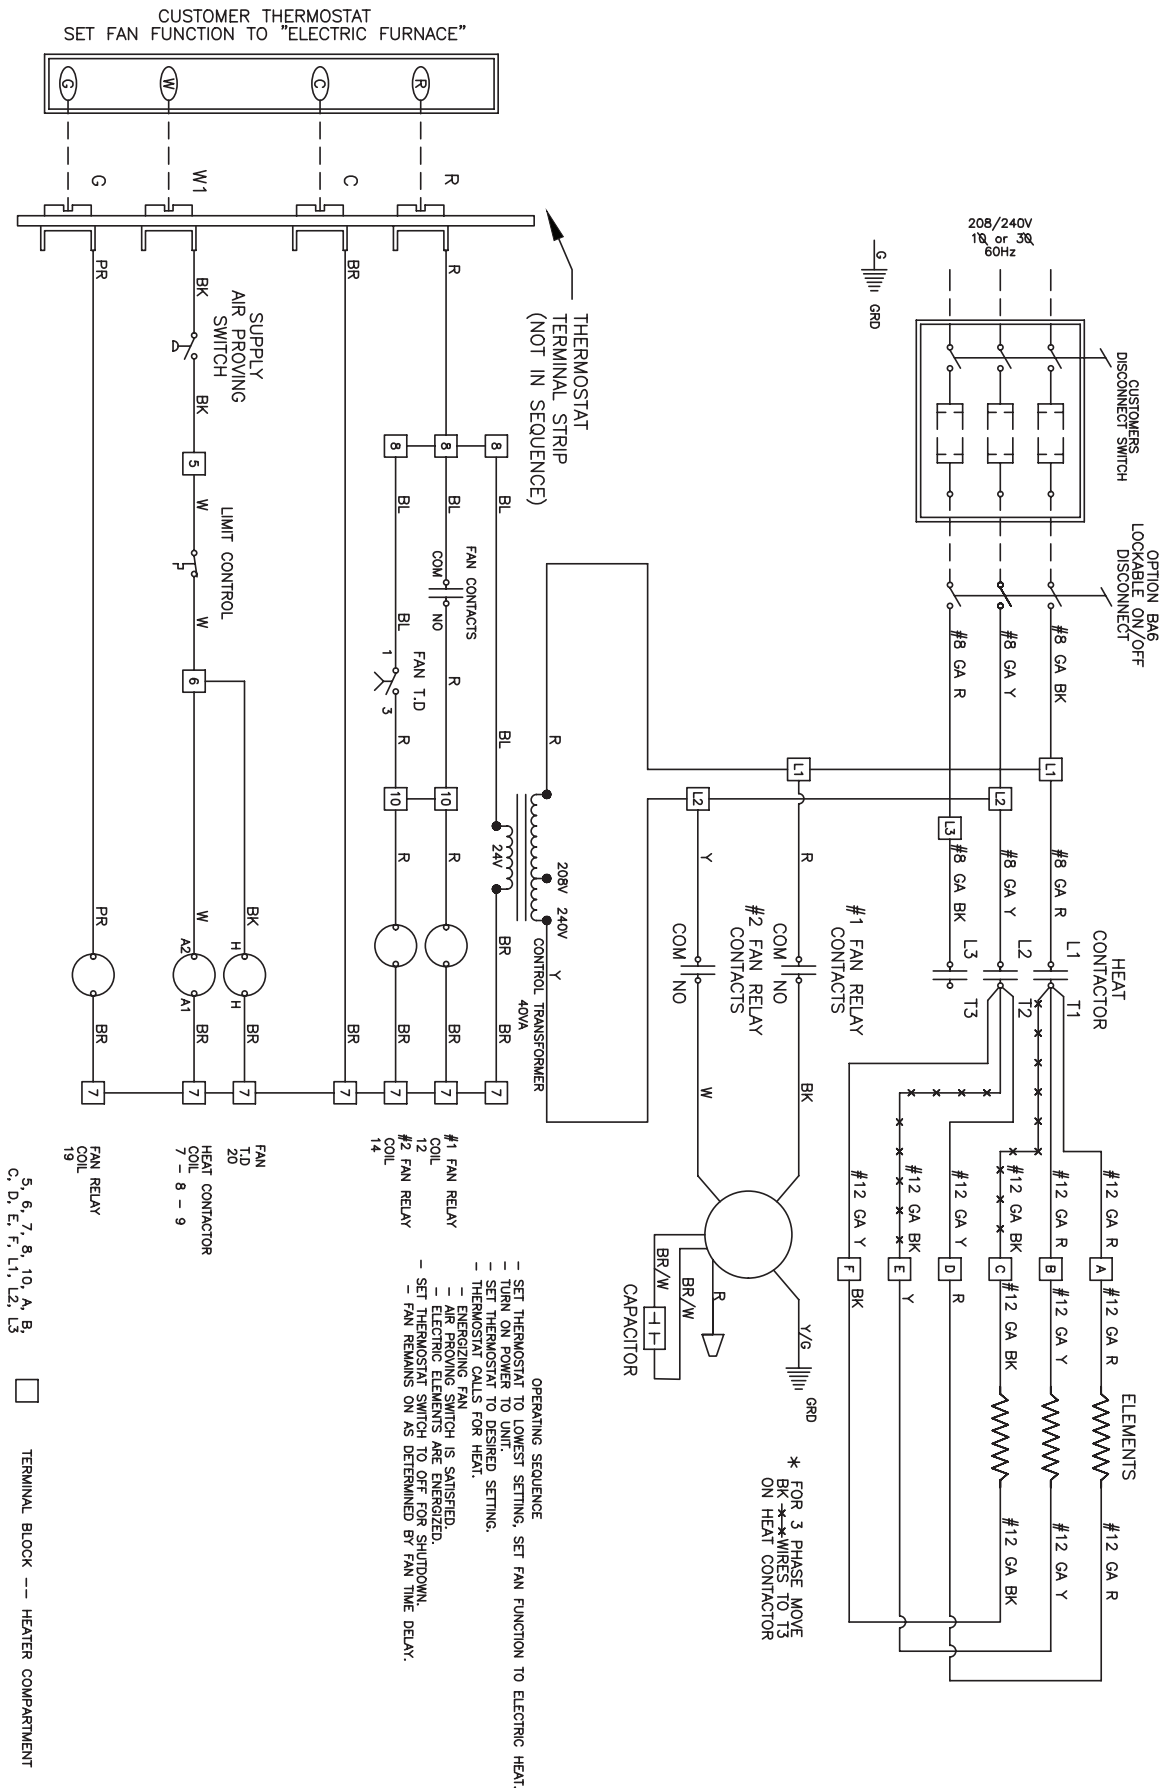 CUSTOMER THERMOSTAT
SET FAN FUNCTION TO "ELECTRIC FURNACE"
G
W
C
R
G
W1
C
R
THERMOSTAT
TERMINAL STRIP
(NOT IN SEQUENCE)
208/240V
1Ø or 3Ø
60Hz
G
GRD
CUSTOMERS
DISCONNECT SWITCH
OPTION BA6
LOCKABLE ON/OFF
DISCONNECT
#8 GA BK
#8 GA Y
#8 GA R
L1
L2
L3
L1
L2
#8 GA R
#8 GA Y
#8 GA BK
HEAT
CONTACTOR
L1
T1
L2
T2
L3
T3
#12 GA R
#12 GA R
#12 GA BK
#12 GA Y
#12 GA BK
#12 GA Y
A
B
C
D
E
F
#12 GA R
#12 GA Y
#12 GA BK
R
Y
BK
ELEMENTS
#12 GA R
#12 GA Y
#12 GA BK
* FOR 3 PHASE MOVE
BK -x-x-WIRES TO T3
ON HEAT CONTACTOR
#1 FAN RELAY
CONTACTS
R
COM
NO
BK
#2 FAN RELAY
CONTACTS
Y
COM
NO
W
Y/G
GRD
R
BR/W
BR/W
CAPACITOR
R
208V
240V
Y
24V
CONTROL TRANSFORMER
40VA
8
BL
BL
BR
BR
7
R
8
BL
FAN CONTACTS
COM
NO
R
10
R
BR
7
#1 FAN RELAY
COIL
12
8
BL
BL
1
FAN T.D
3
R
10
R
BR
7
#2 FAN RELAY
COIL
14
BR
BR
7
BK
H
H
BR
7
FAN
T.D
20
BK
SUPPLY
AIR PROVING
SWITCH
BK
5
W
LIMIT CONTROL
W
6
W
A2
A1
BR
7
HEAT CONTACTOR
COIL
7 - 8 - 9
PR
PR
BR
7
FAN RELAY
COIL
19
OPERATING SEQUENCE
- SET THERMOSTAT TO LOWEST SETTING, SET FAN FUNCTION TO ELECTRIC HEAT.
- TURN ON POWER TO UNIT.
- SET THERMOSTAT TO DESIRED SETTING.
- THERMOSTAT CALLS FOR HEAT.
- ENERGIZING FAN
- AIR PROVING SWITCH IS SATISFIED.
- ELECTRIC ELEMENTS ARE ENERGIZED.
- SET THERMOSTAT SWITCH TO OFF FOR SHUTDOWN.
- FAN REMAINS ON AS DETERMINED BY FAN TIME DELAY.
5, 6, 7, 8, 10, A, B,
C, D, E, F, L1, L2, L3
TERMINAL BLOCK -- HEATER COMPARTMENT